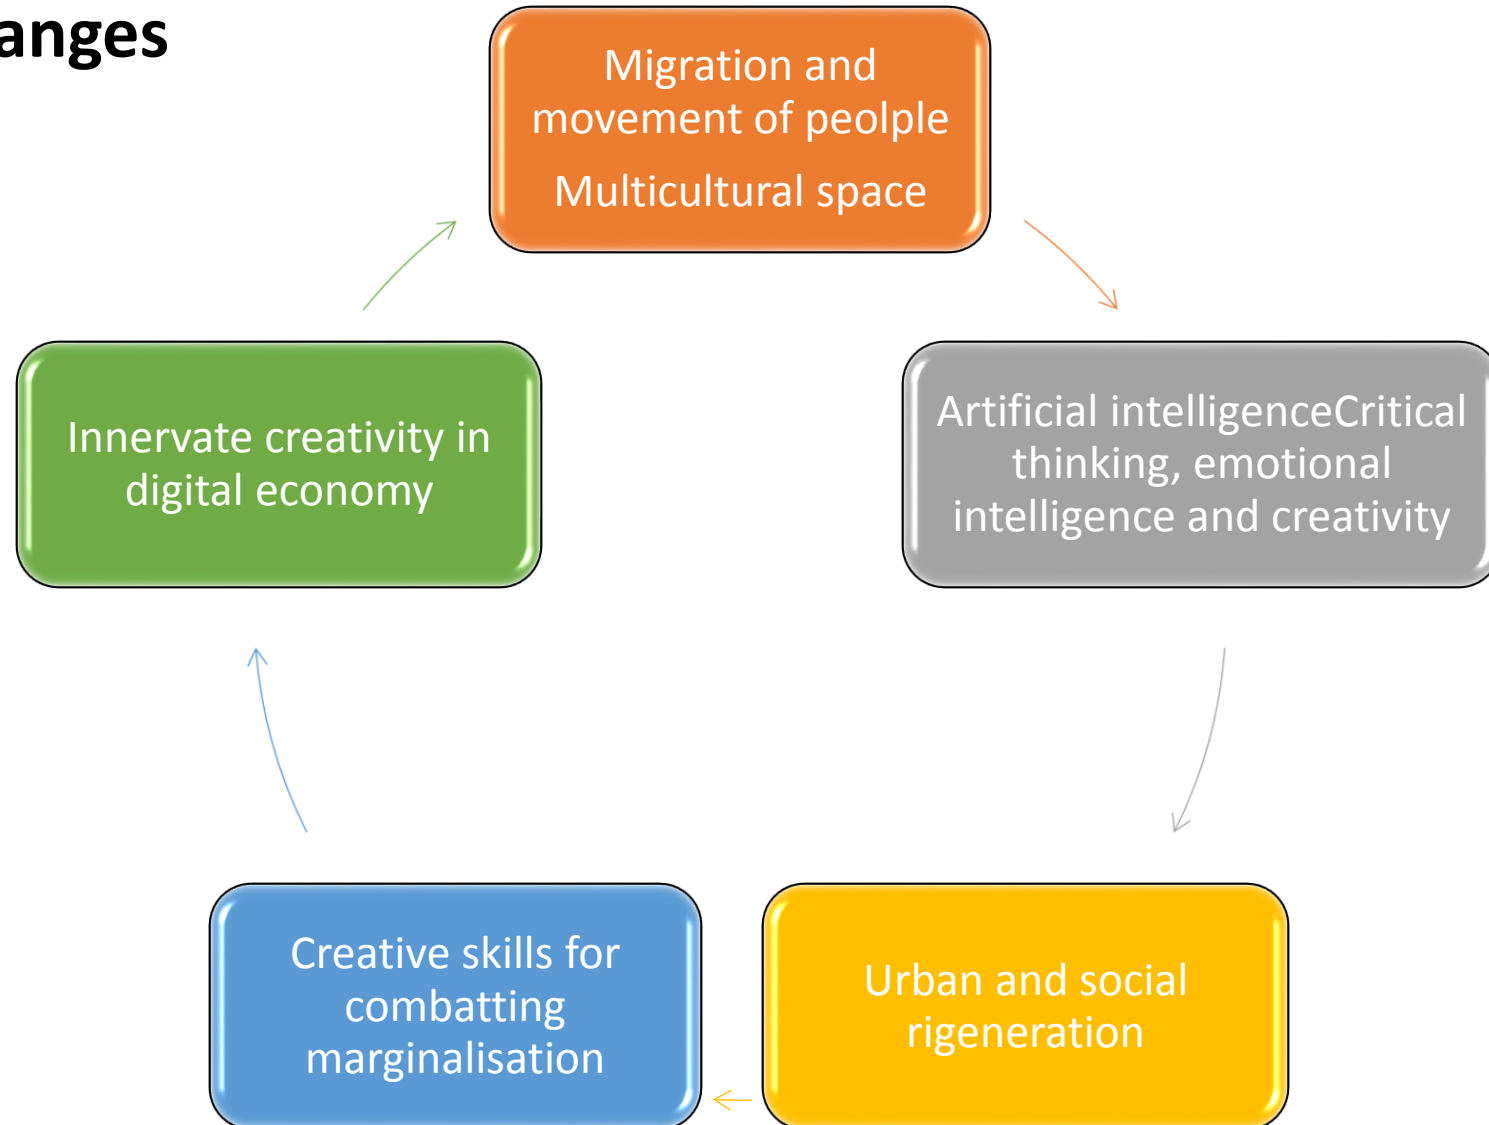 anges
Migration and
movement of peolple
Multicultural space
Artificial intelligenceCritical
thinking, emotional
intelligence and creativity
Urban and social
rigeneration
Creative skills for
combatting
marginalisation
Innervate creativity in
digital economy